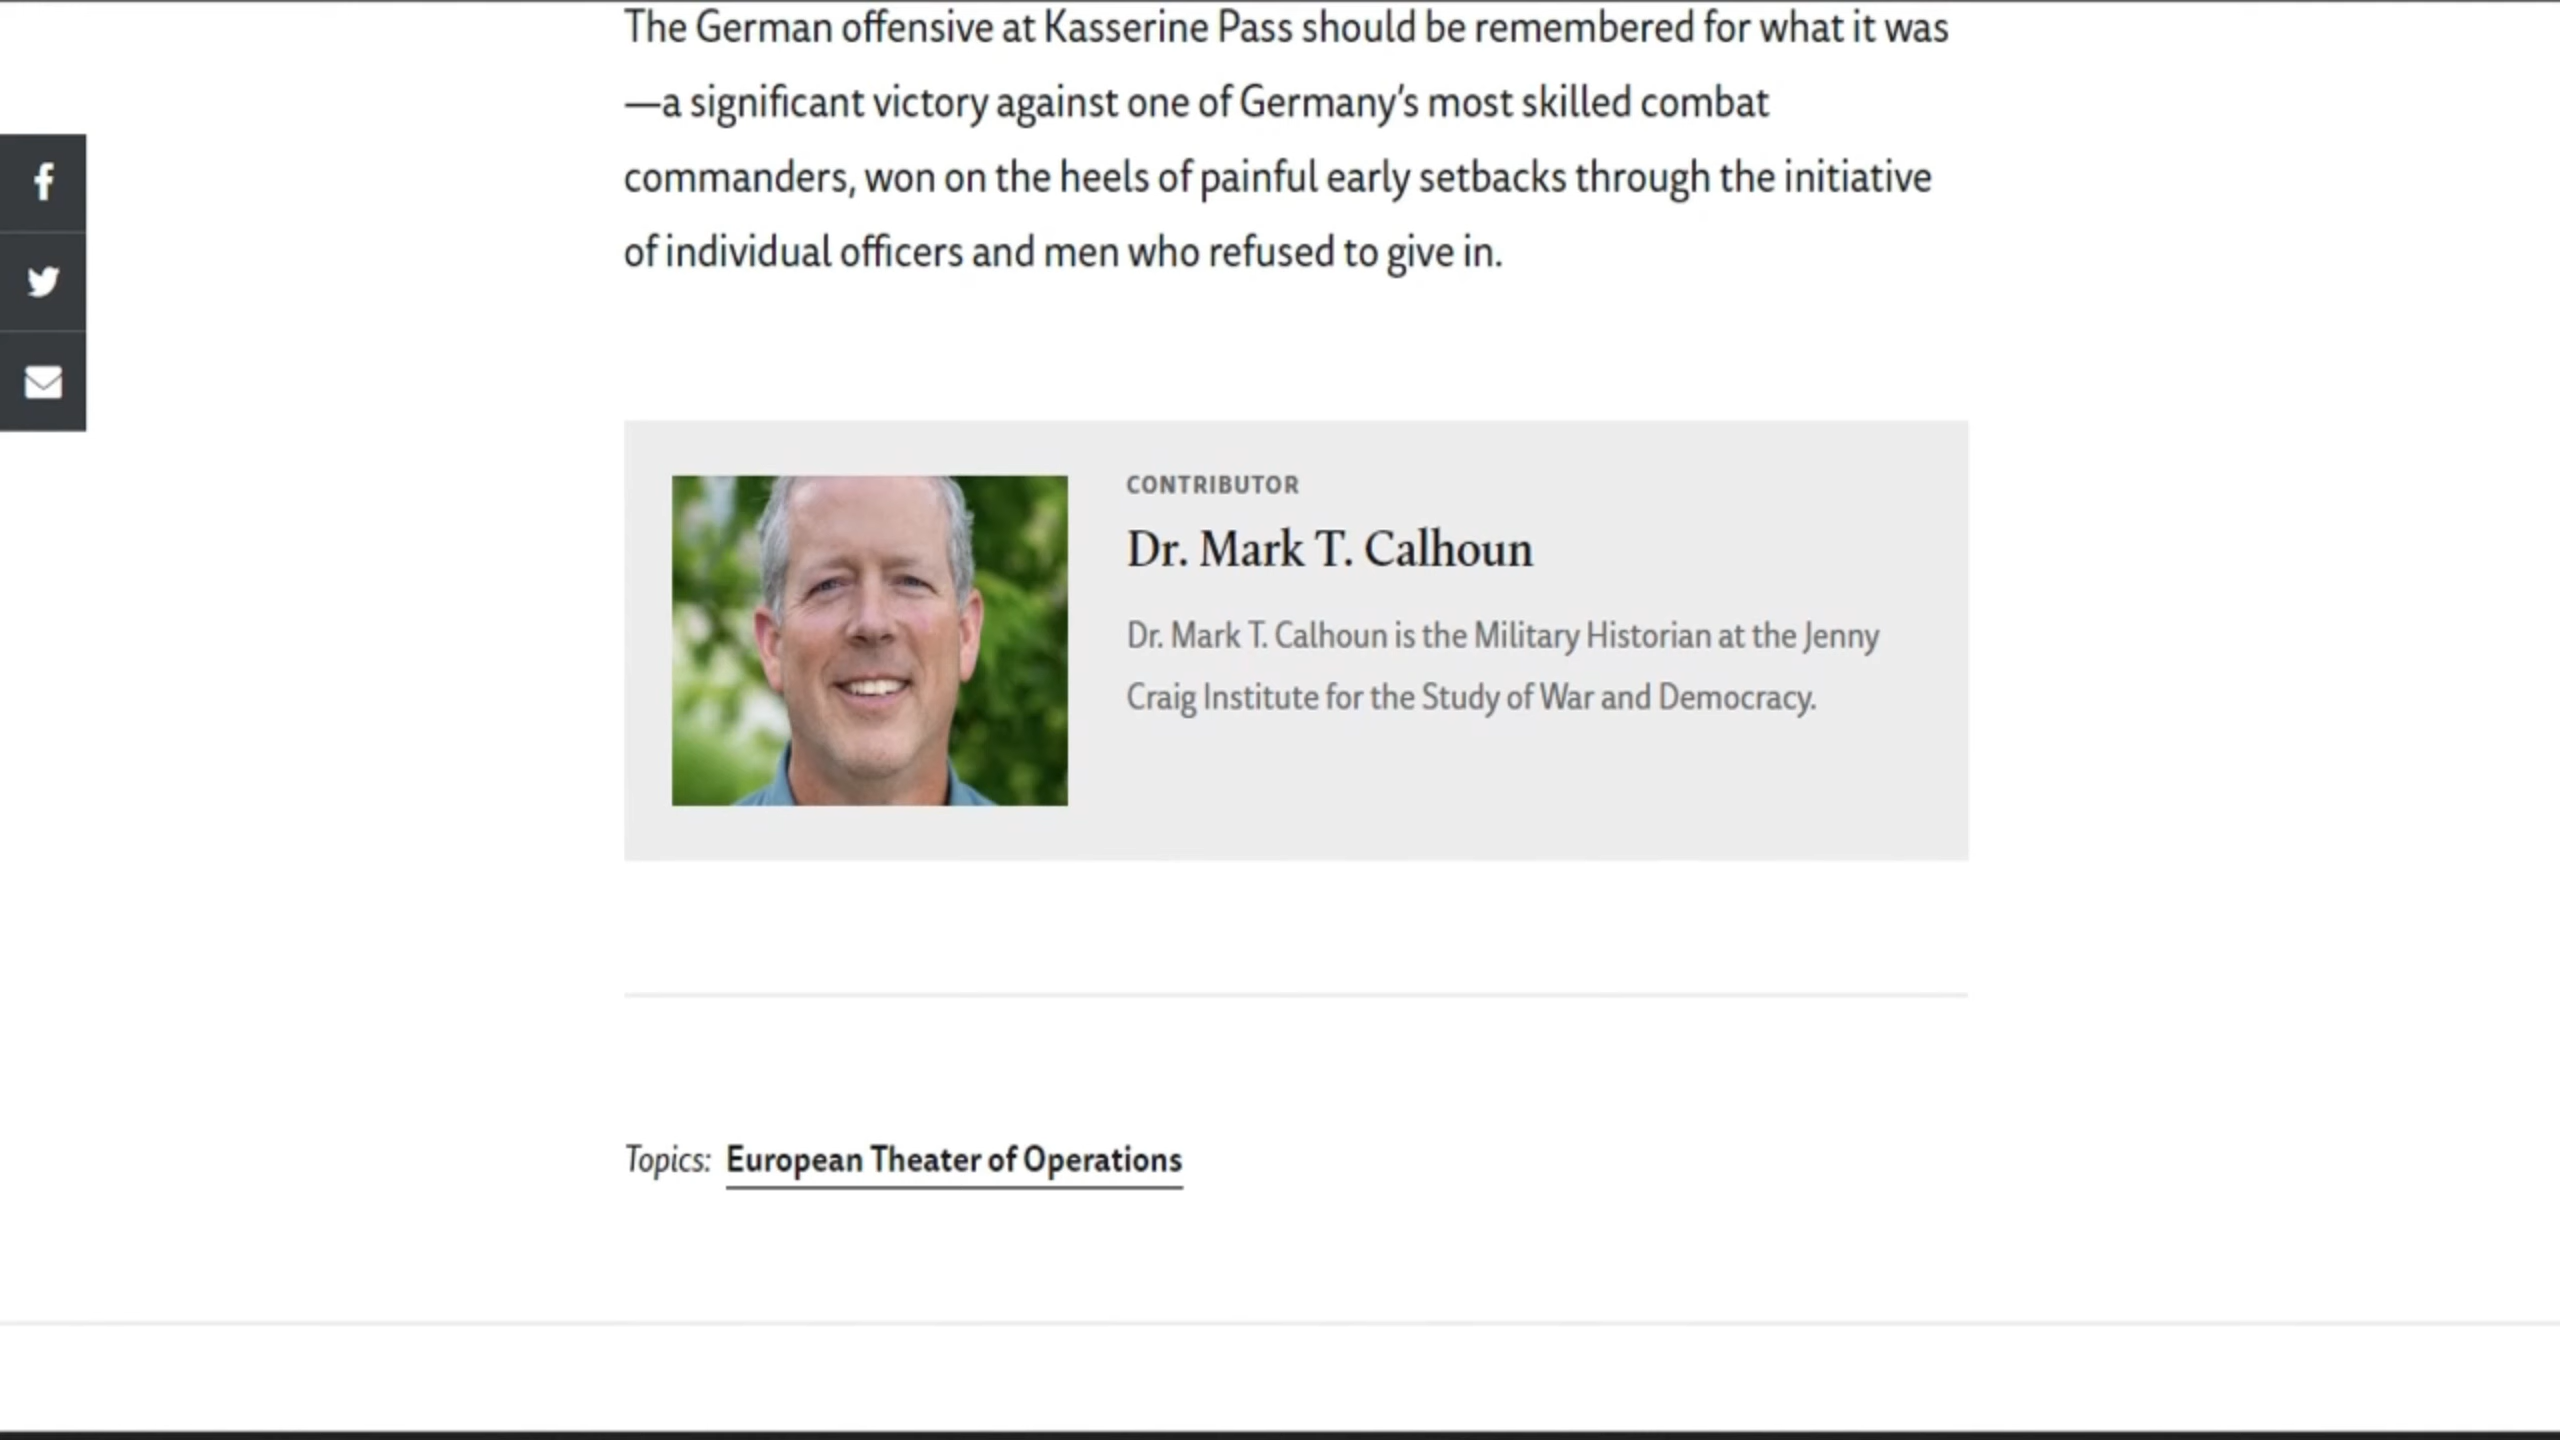 The German offensive at Kasserine Pass should be remembered for what it was
—a significant victory against one of Germany’s most skilled combat
commanders, won on the heels of painful early setbacks through the initiative
of individual officers and men who refused to give in.
CONTRIBUTOR
Dr. Mark T. Calhoun
Dr. Mark T. Calhoun is the Military Historian at the Jenny
Craig Institute for the Study of War and Democracy.
Topics: European Theater of Operations